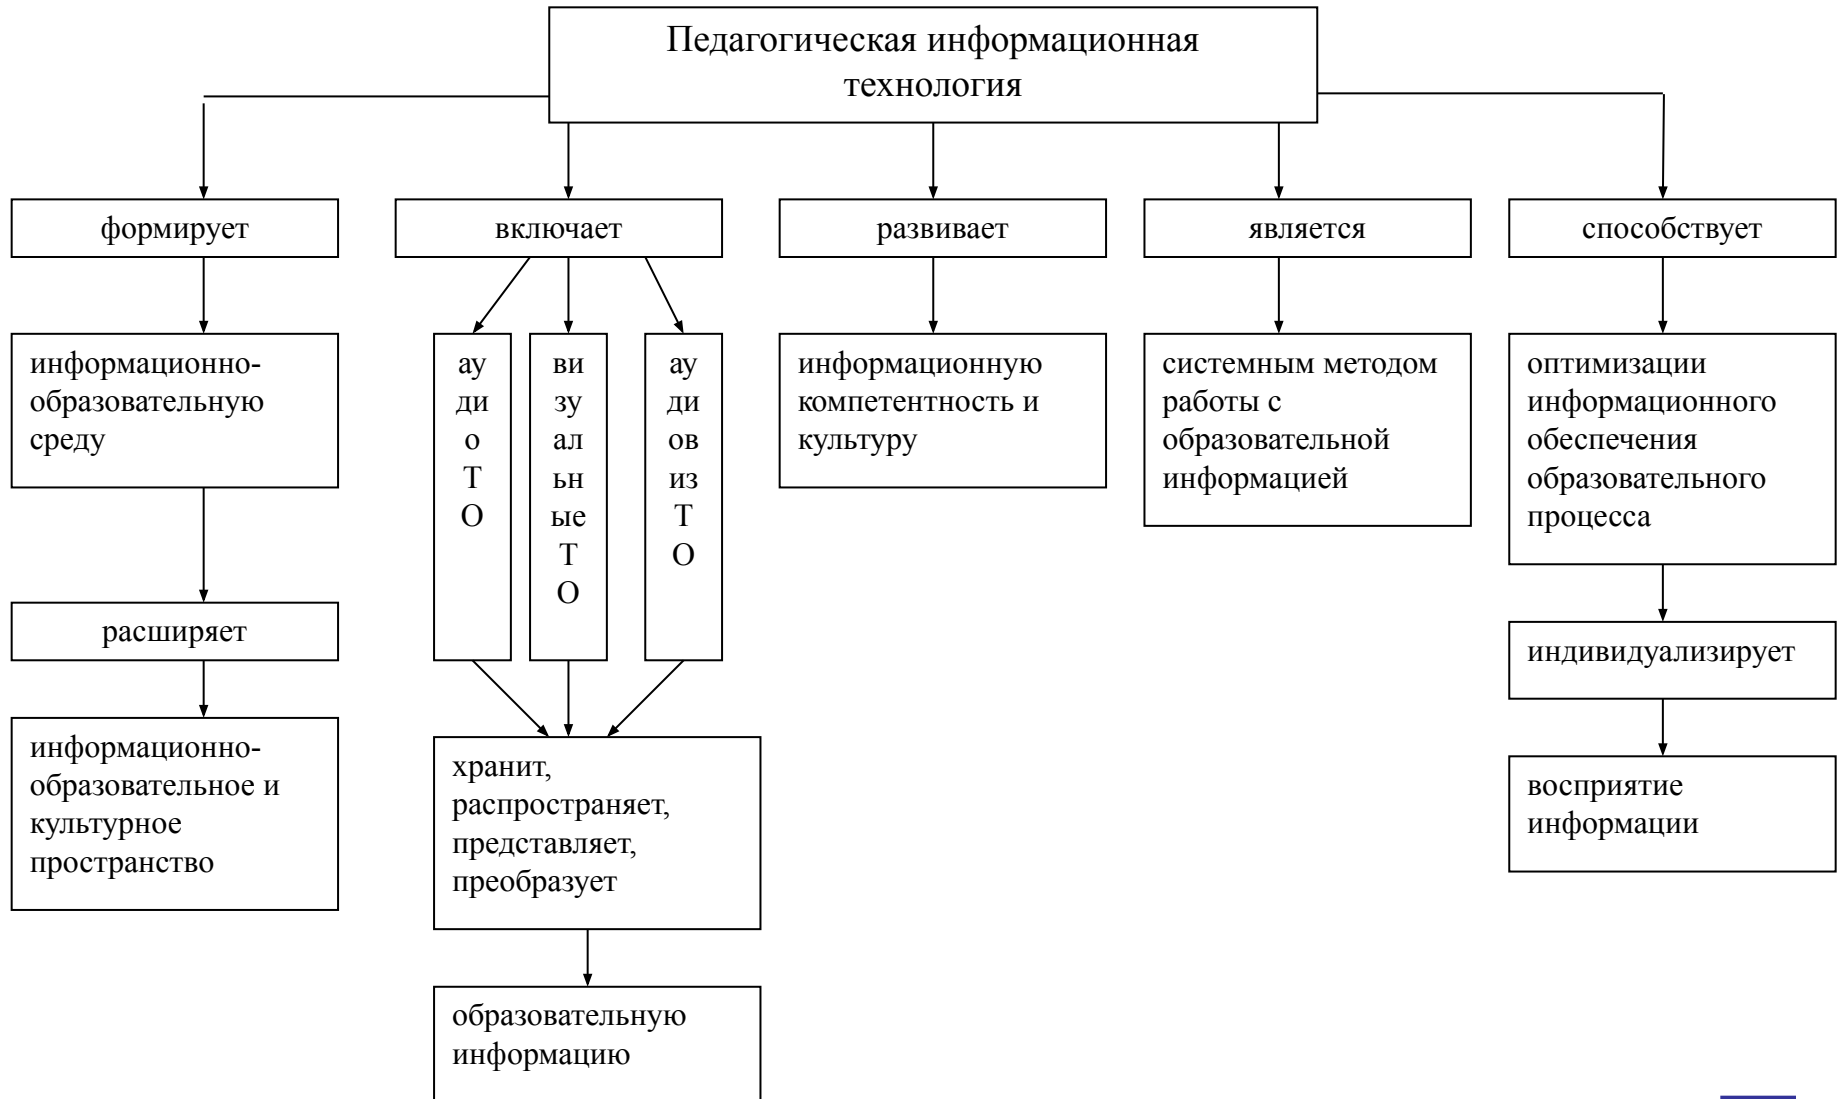 Педагогическая информационная
технология
формирует
включает
развивает
является
способствует
информационно-
образовательную
среду
ау
ди
о
Т
О
ви
зу
ал
ьн
ые
Т
О
ау
ди
ов
из
Т
О
информационную
компетентность и
культуру
системным методом
работы с
образовательной
информацией
оптимизации
информационного
обеспечения
образовательного
процесса
расширяет
индивидуализирует
информационно-
образовательное и
культурное
пространство
хранит,
распространяет,
представляет,
преобразует
восприятие
информации
образовательную
информацию